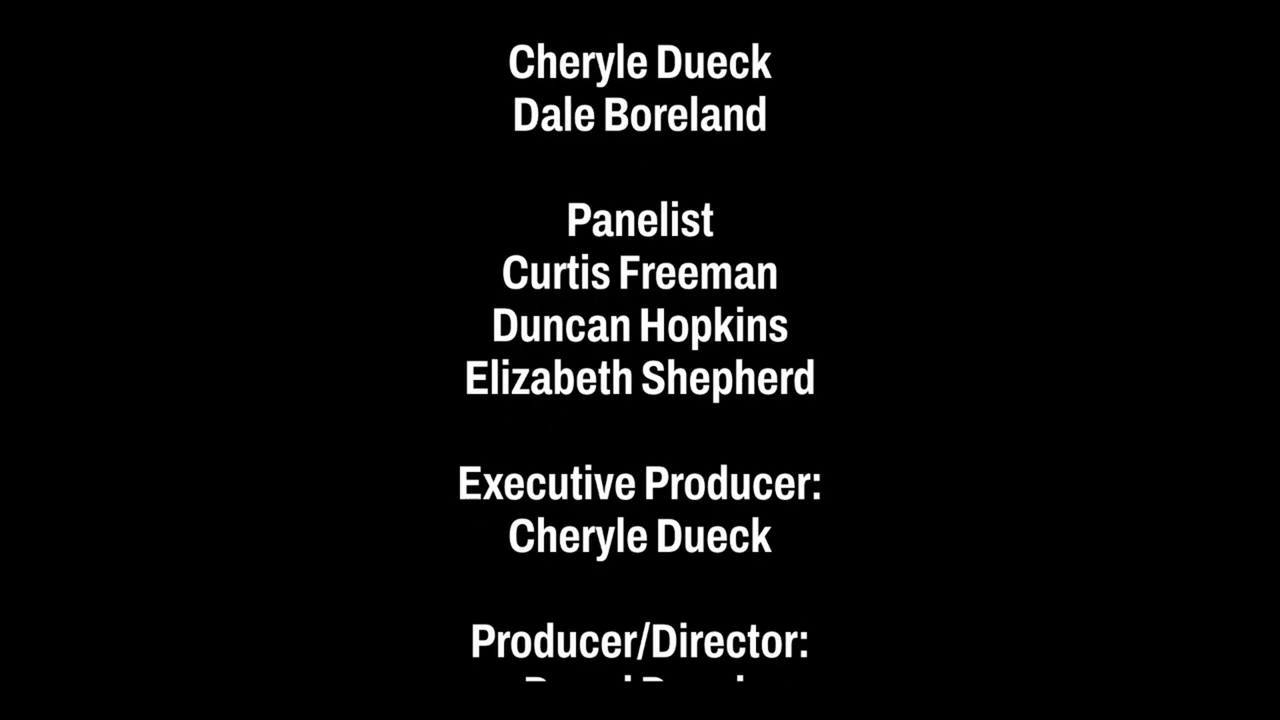 Cheryle Dueck
Dale Boreland
Panelist
Curtis Freeman
Duncan Hopkins
Elizabeth Shepherd
Executive Producer:
Cheryle Dueck
Producer/Director: